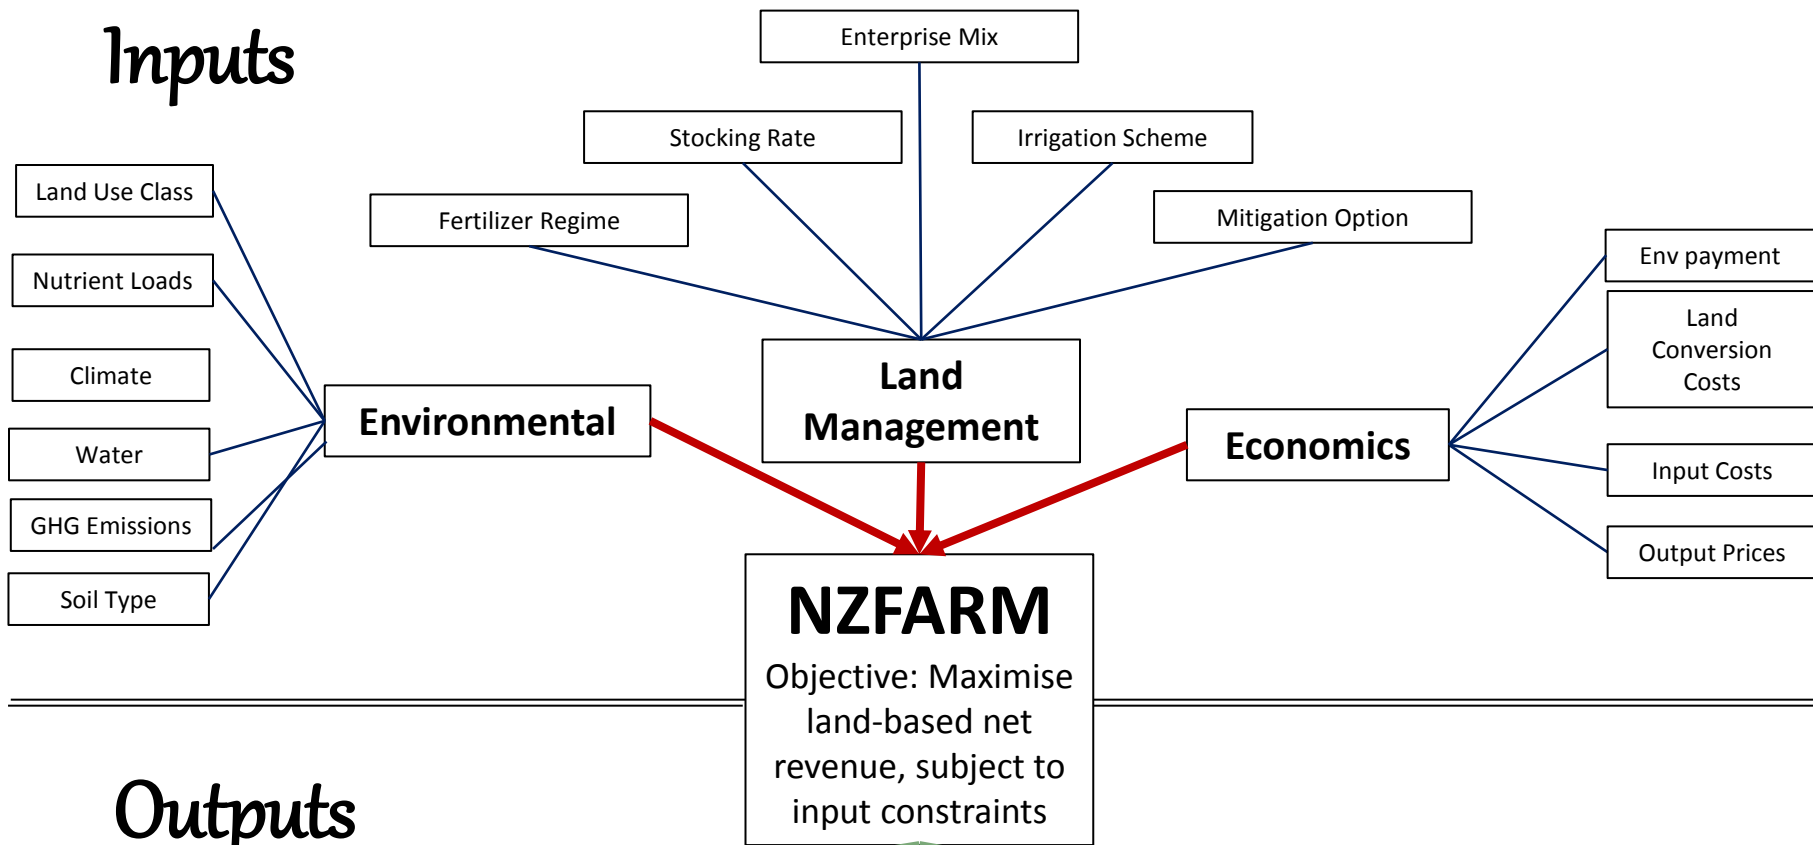 Inputs
Enterprise Mix
Stocking Rate
Irrigation Scheme
Fertilizer Regime
Mitigation Option
Land Use Class
Nutrient Loads
Climate
Water
GHG Emissions
Soil Type
Environmental
Land
Management
Economics
Env payment
Land
Conversion
Costs
Input Costs
Output Prices
NZFARM
Objective: Maximise
land-based net
revenue, subject to
input constraints
Outputs